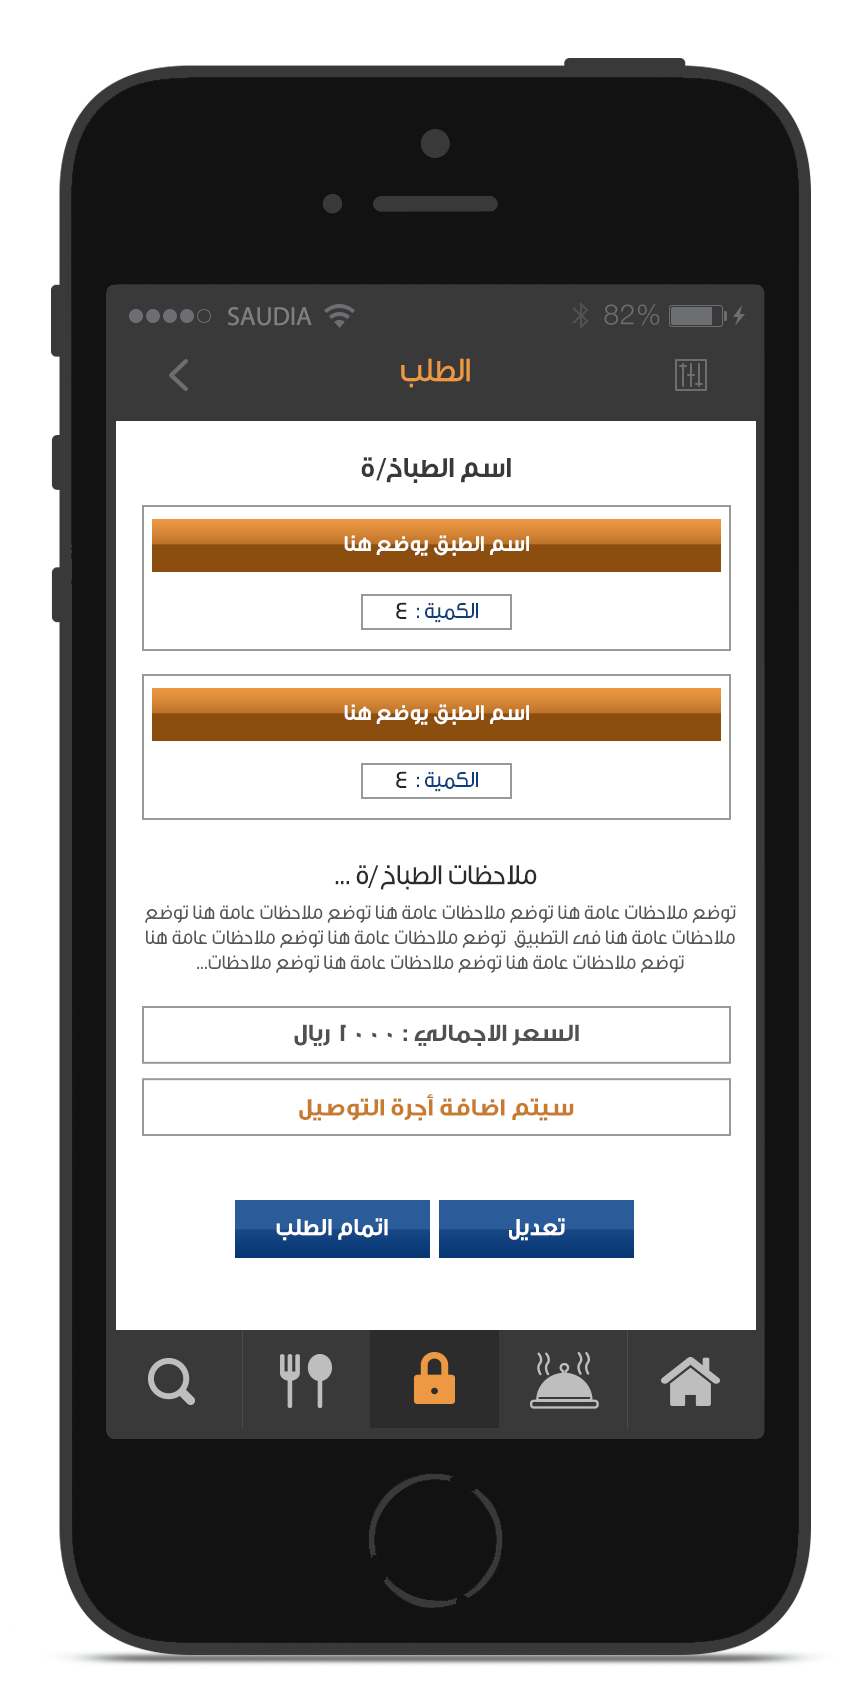 SAUDIA 82%
الطلب
اسم الطباخ/ة
اسم الطبق يوضع هنا
الكمية : ٤
اسم الطبق يوضع هنا
الكمية : ٤
ملاحظات الطباخ/ة ...
توضع ملاحظات عامة هنا توضع ملاحظات عامة هنا توضع ملاحظات عامة هنا توضع
ملاحظات عامة هنا فى التطبيق توضع ملاحظات عامة هنا توضع ملاحظات عامة هنا
توضع ملاحظات عامة هنا توضع ملاحظات عامة هنا توضع ملاحظات...
السعر الاجمالي : ١٠٠٠ ريال
سيتم اضافة أجرة التوصيل
تعديل
اتمام الطلب